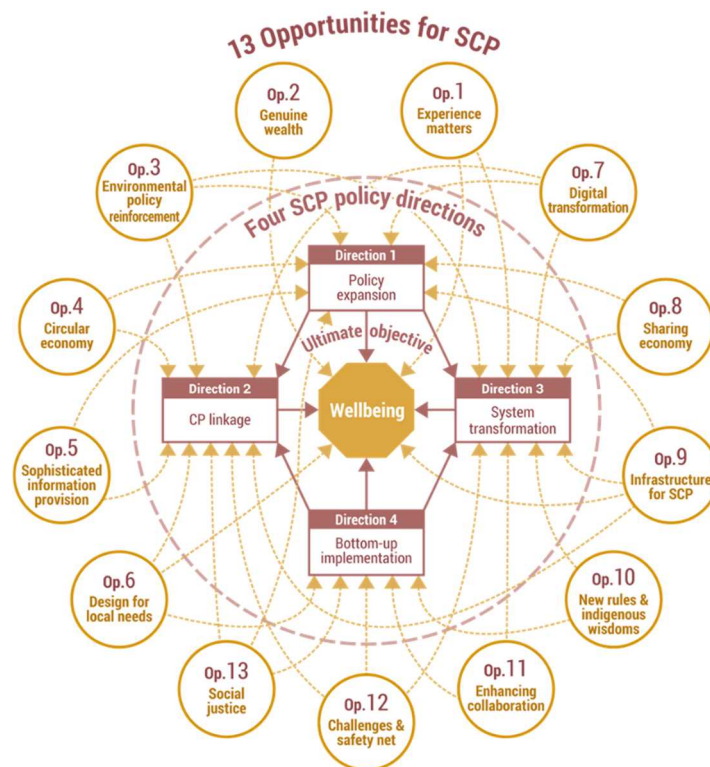 13 Opportunities for SCP
Op.2
Genuine
wealth
Op.1
Experience
matters
Op.3
Environmental
policy
reinforcement
Op.7
Digital
transformation
Four SCP policy directions
Direction 1
Policy
expansion
Op.4
Circular
economy
Op.8
Sharing
economy
Ultimate objective
Direction 2
CP linkage
Wellbeing
Direction 3
System
transformation
Op.5
Sophisticated
information
provision
Op.9
Infrastructure
for SCP
Direction 4
Bottom-up
implementation
Op.6
Design for
local needs
Op.10
New rules &
indigenous
wisdoms
Op.13
Social
justice
Op.11
Enhancing
collaboration
Op.12
Challenges &
safety net